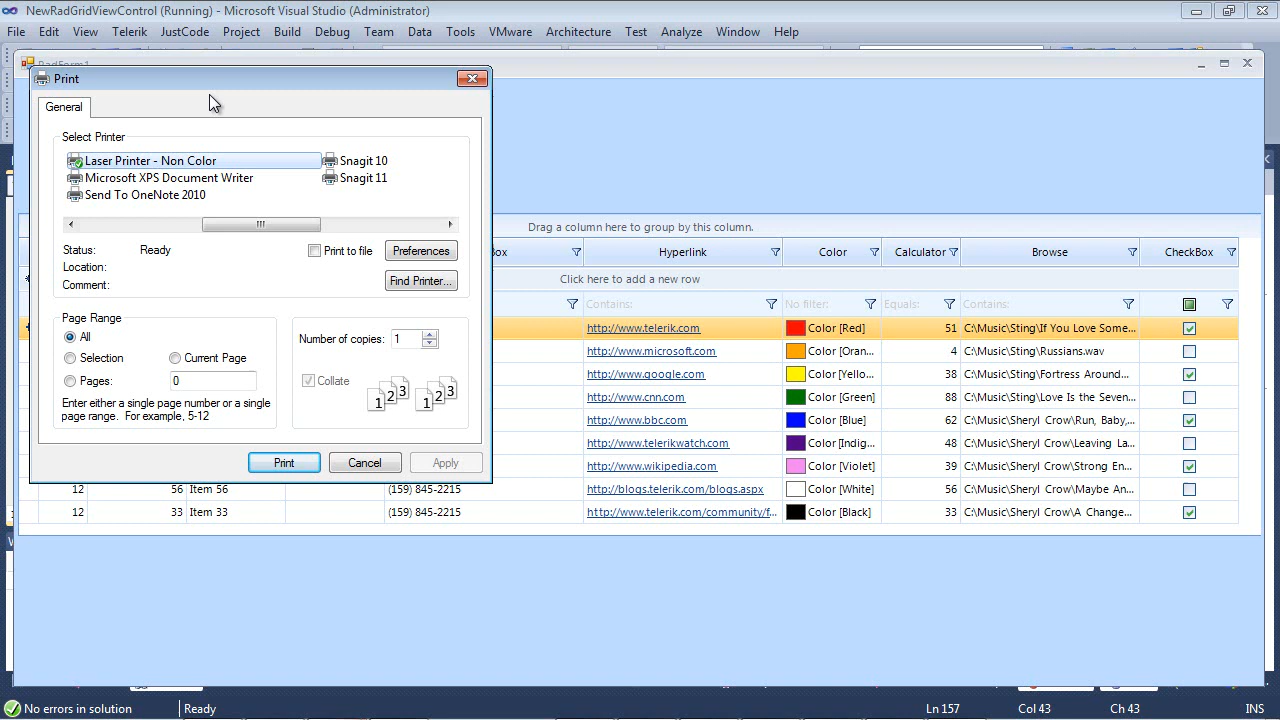 NewRadGridViewControl (Running) - Microsoft Visual Studio (Administrator)
File Edit View Telerik JustCode Project Build Debug Team Data Tools VMware Architecture Test Analyze Window Help
RadForm1
Print
General
Select Printer
Laser Printer - Non Color
Snagit 10
Microsoft XPS Document Writer
Snagit 11
Send To OneNote 2010
Status: Ready
Print to file
Preferences
Location:
Comment:
Find Printer...
Page Range
All
Selection
Current Page
Pages: 0
Enter either a single page number or a single
page range. For example, 5-12
Number of copies: 1
Collate
1 2 3 1 2 3
Print Cancel Apply
Drag a column here to group by this column.
Hyperlink Color Calculator Browse CheckBox
Click here to add a new row
Contains: No filter: Equals: Contains:
http://www.telerik.com Color [Red] 51 C:\Music\Sting\If You Love Some...
http://www.microsoft.com Color [Oran... 4 C:\Music\Sting\Russians.wav
http://www.google.com Color [Yello... 38 C:\Music\Sting\Fortress Around...
http://www.cnn.com Color [Green] 88 C:\Music\Sting\Love Is the Seven...
http://www.bbc.com Color [Blue] 62 C:\Music\Sheryl Crow\Run, Baby,...
http://www.telerikwatch.com Color [Indig... 48 C:\Music\Sheryl Crow\Leaving La...
http://www.wikipedia.com Color [Violet] 39 C:\Music\Sheryl Crow\Strong En...
12 56 Item 56 (159) 845-2215 http://blogs.telerik.com/blogs.aspx Color [White] 56 C:\Music\Sheryl Crow\Maybe An...
12 33 Item 33 (159) 845-2215 http://www.telerik.com/community/f... Color [Black] 33 C:\Music\Sheryl Crow\A Change...
No errors in solution Ready Ln 157 Col 43 Ch 43 INS